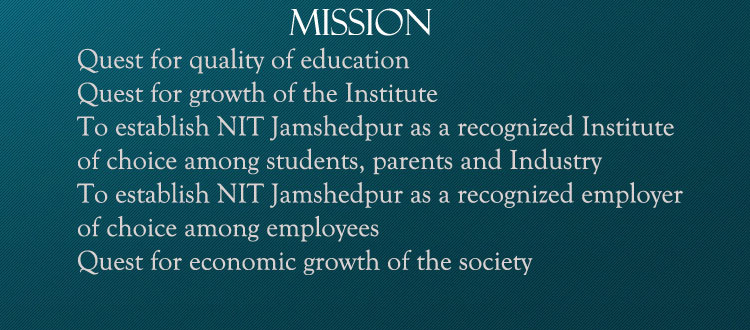 MISSION
Quest for quality of education
Quest for growth of the Institute
To establish NIT Jamshedpur as a recognized Institute
of choice among students, parents and Industry
To establish NIT Jamshedpur as a recognized employer
of choice among employees
Quest for economic growth of the society